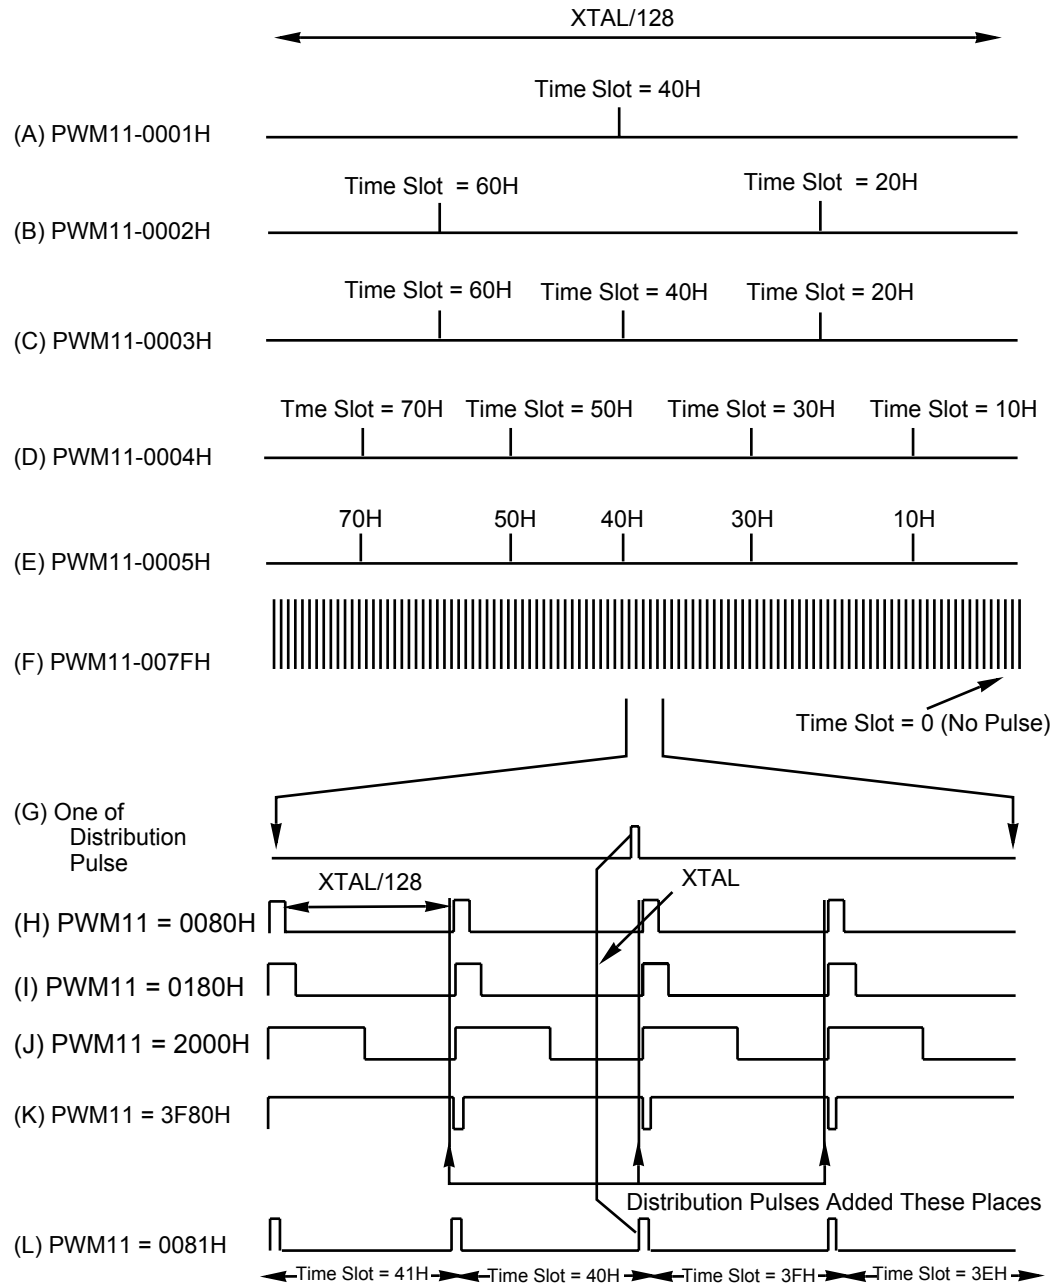 XTAL/128
Time Slot = 40H
(A) PWM11-0001H
Time Slot = 60H
Time Slot = 20H
(B) PWM11-0002H
Time Slot = 60H
Time Slot = 40H
Time Slot = 20H
(C) PWM11-0003H
Tme Slot = 70H
Time Slot = 50H
Time Slot = 30H
Time Slot = 10H
(D) PWM11-0004H
70H
50H
40H
30H
10H
(E) PWM11-0005H
(F) PWM11-007FH
Time Slot = 0 (No Pulse)
(G) One of
Distribution
Pulse
XTAL/128
XTAL
(H) PWM11 = 0080H
(I) PWM11 = 0180H
(J) PWM11 = 2000H
(K) PWM11 = 3F80H
Distribution Pulses Added These Places
(L) PWM11 = 0081H
Time Slot = 41H
Time Slot = 40H
Time Slot = 3FH
Time Slot = 3EH